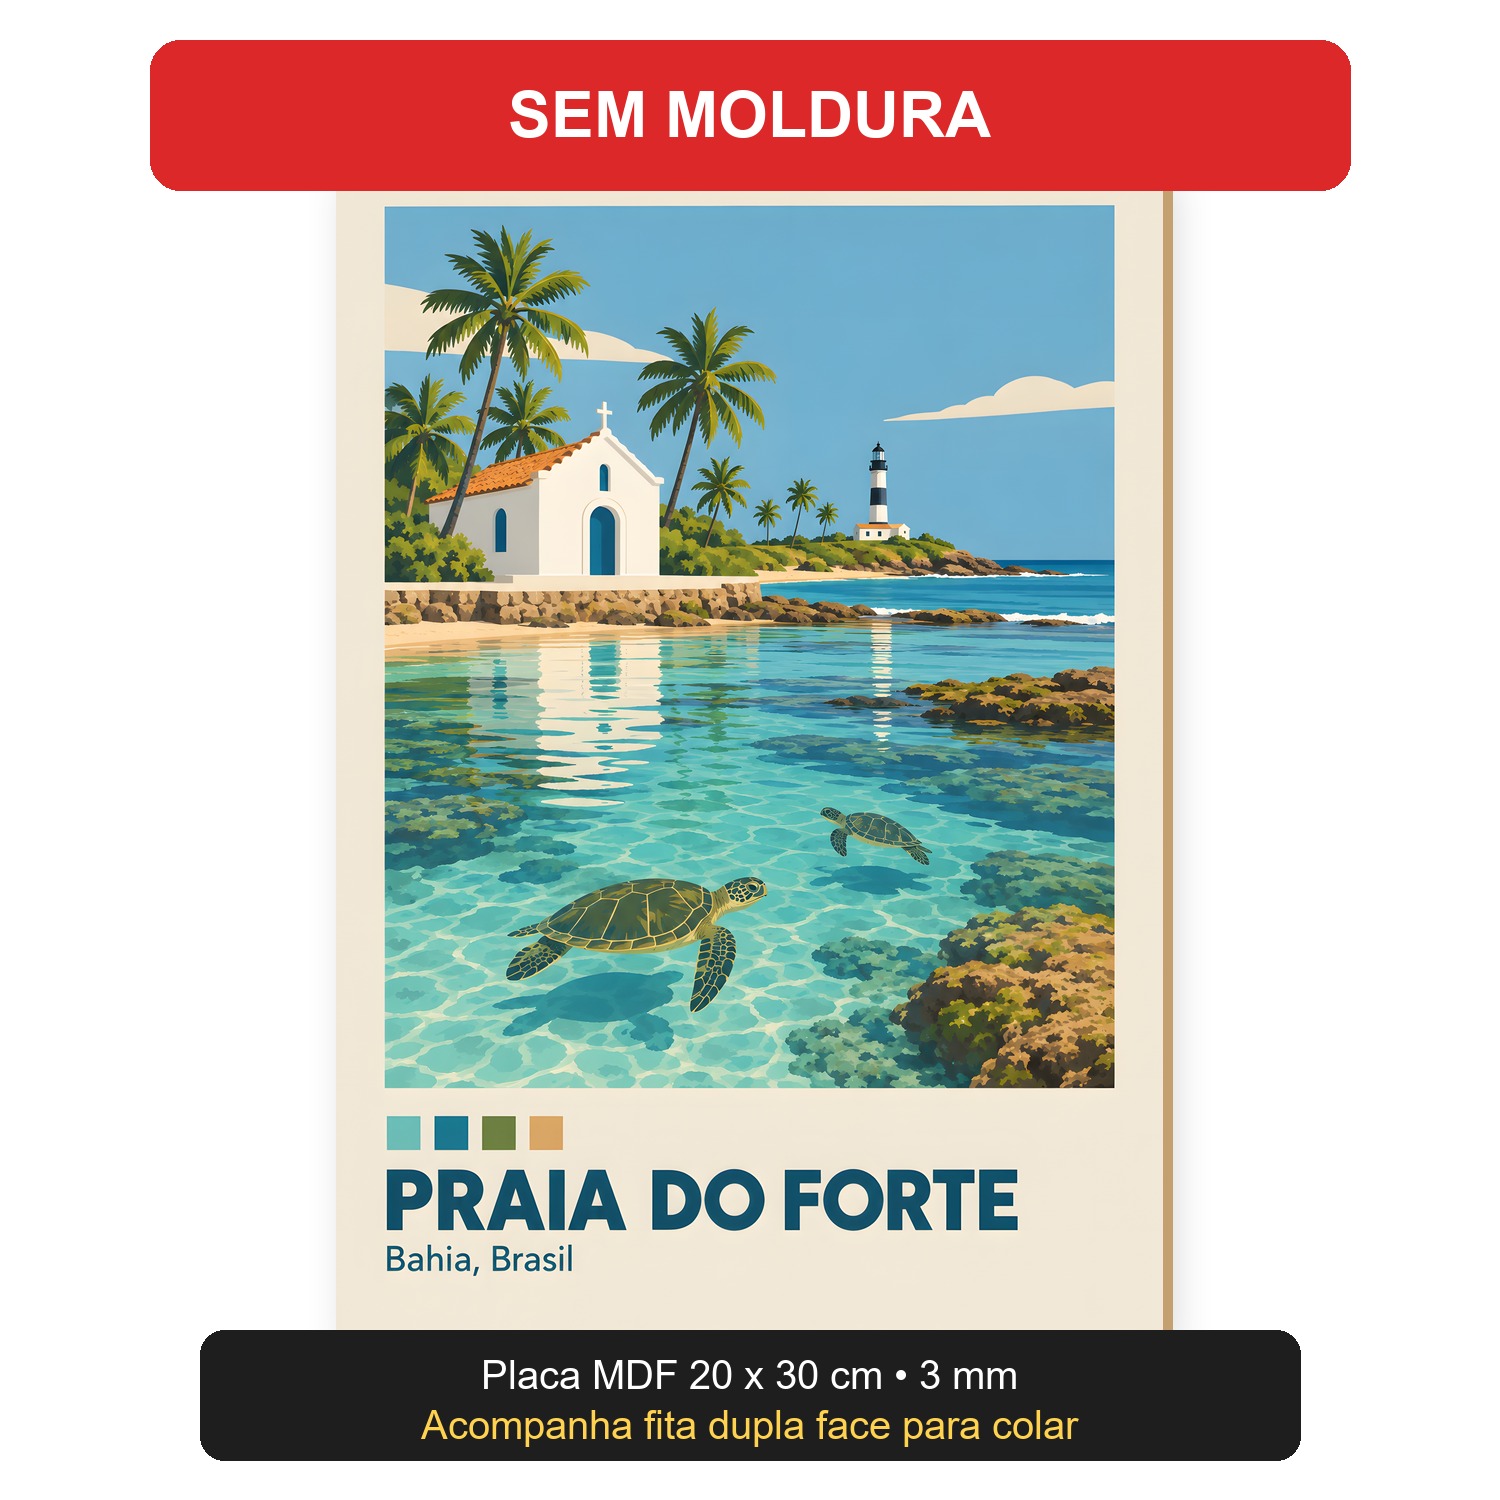 SEM MOLDURA
PRAIA DO FORTE
Bahia, Brasil
Placa MDF 20 x 30 cm • 3 mm
Acompanha fita dupla face para colar